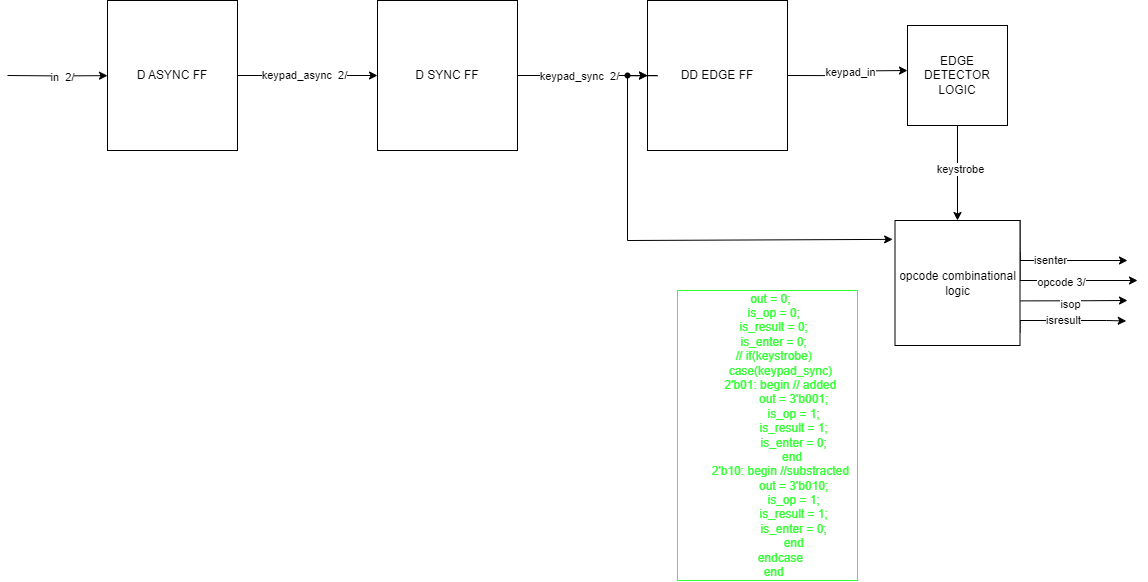 in 2/
D ASYNC FF
keypad_async 2/
D SYNC FF
keypad_sync 2/
DD EDGE FF
keypad_in
EDGE
DETECTOR
LOGIC
keystrobe
opcode combinational
logic
isenter
opcode 3/
isop
isresult
out = 0;
is_op = 0;
is_result = 0;
is_enter = 0;
// if(keystrobe)
case(keypad_sync)
2'b01: begin // added
out = 3'b001;
is_op = 1;
is_result = 1;
is_enter = 0;
end
2'b10: begin //substracted
out = 3'b010;
is_op = 1;
is_result = 1;
is_enter = 0;
end
endcase
end